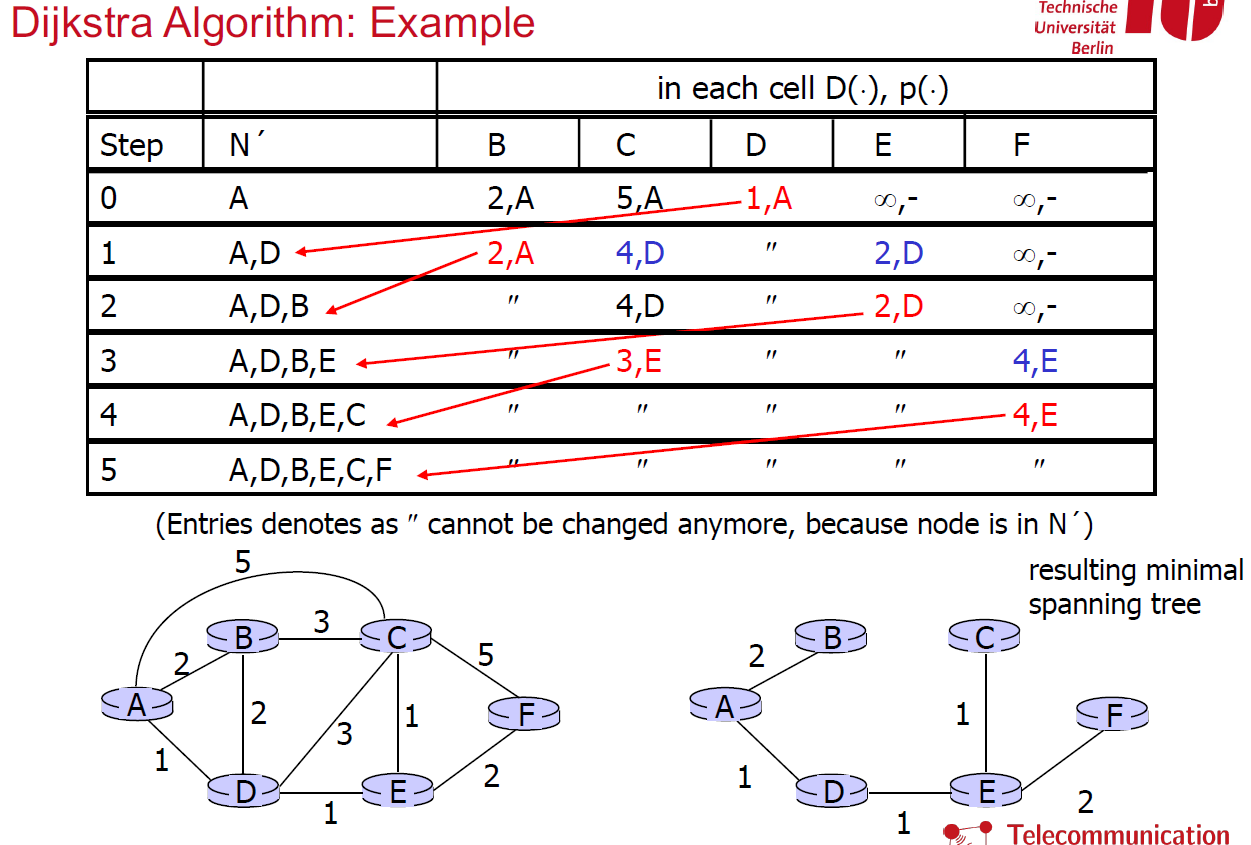 Dijkstra Algorithm: Example
Technische
Universität
Berlin
in each cell D(·), p(·)
Step N´ B C D E F
0 A 2,A 5,A 1,A ∞,- ∞,-
1 A,D 2,A 4,D ″ 2,D ∞,-
2 A,D,B ″ 4,D ″ 2,D ∞,-
3 A,D,B,E ″ 3,E ″ ″ 4,E
4 A,D,B,E,C ″ ″ ″ ″ 4,E
5 A,D,B,E,C,F ″ ″ ″ ″ ″
(Entries denotes as ″ cannot be changed anymore, because node is in N´)
5
resulting minimal
spanning tree
B 3 C
2 5
A 2 1 F
3
1 2
D 1 E
B C
2
A 1 F
1
D 1 E 2
Telecommunication